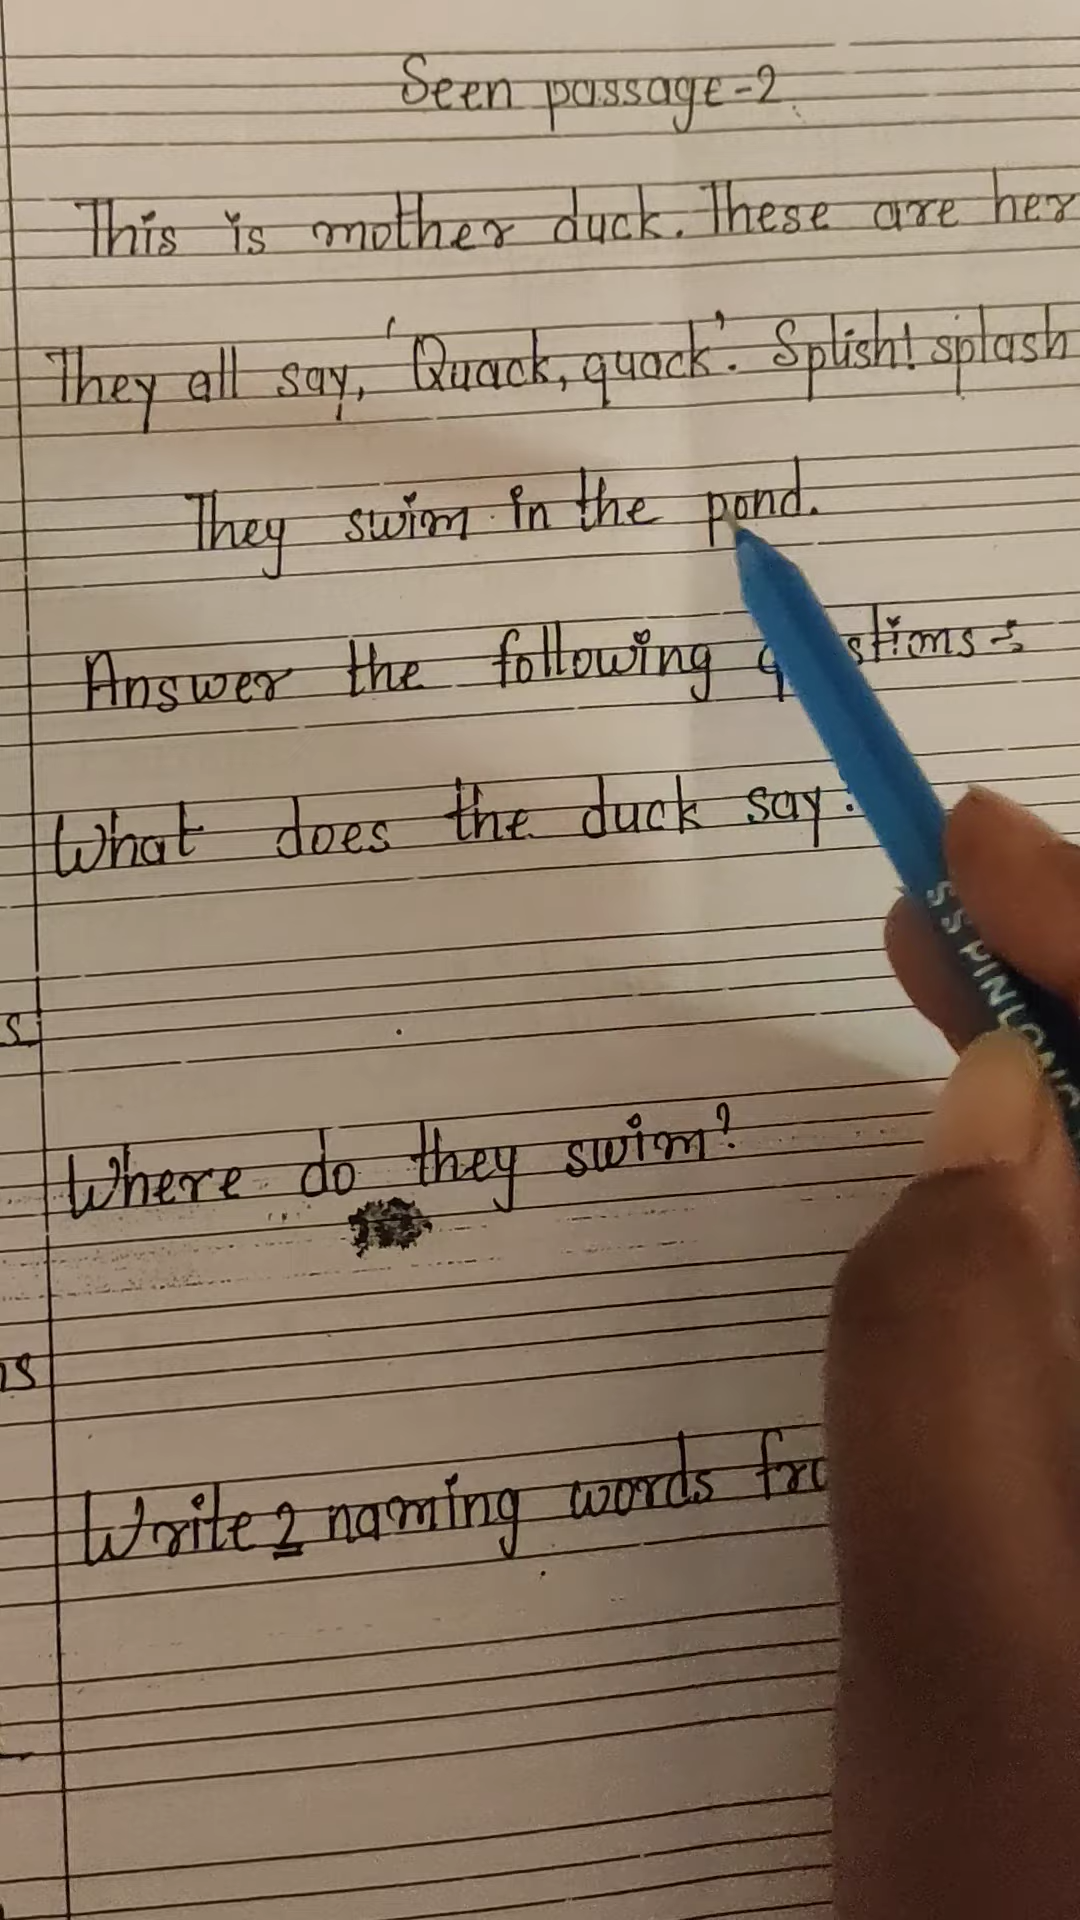 Seen passage-2
This is mother duck. These are her
They all say, 'Quack, quack'. Splish! splash
They swim in the pond.
Answer the following
What does the duck say
s
Where do they swim?
ns
Write 2 naming words